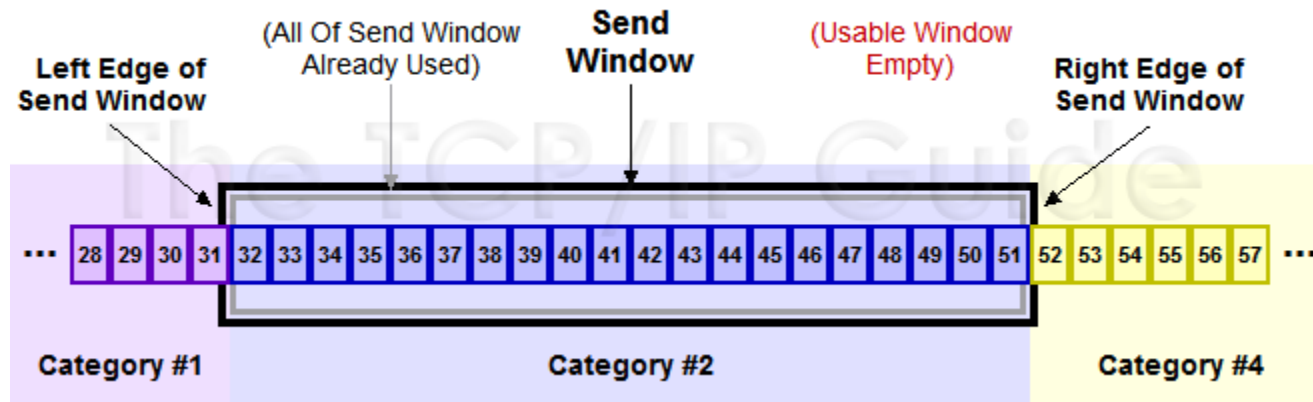 (All Of Send Window
Already Used)
Send
Window
(Usable Window
Empty)
Left Edge of
Send Window
Right Edge of
Send Window
The TCP/IP Guide
... 28 29 30 31 32 33 34 35 36 37 38 39 40 41 42 43 44 45 46 47 48 49 50 51 52 53 54 55 56 57 ...
Category #1
Category #2
Category #4